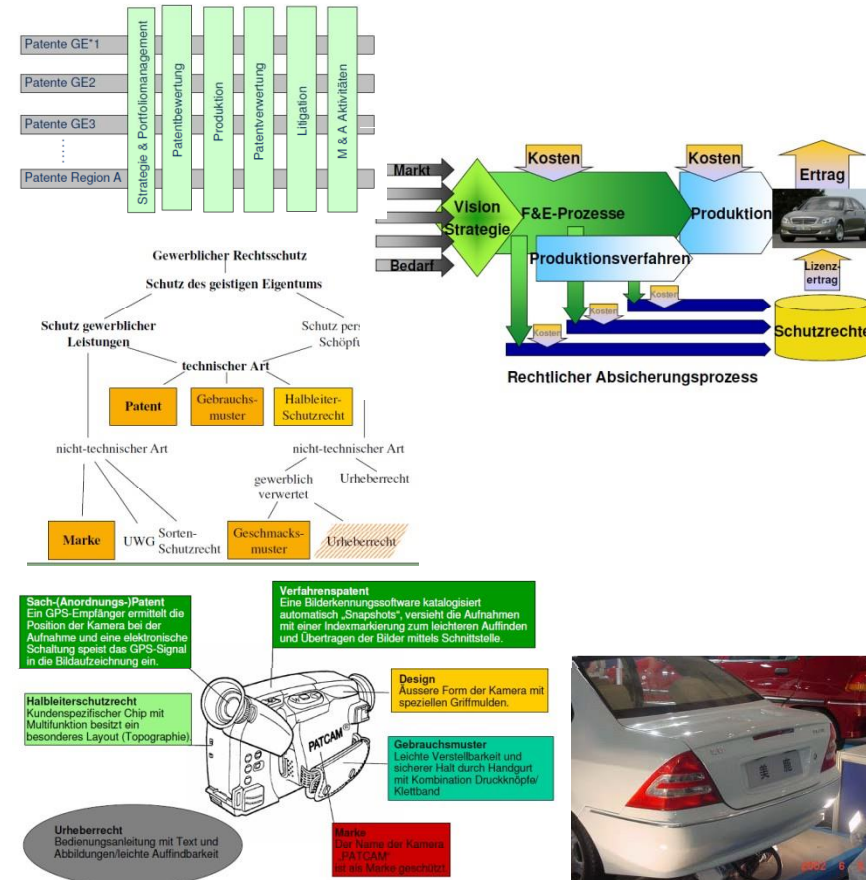 Patente GE*1
Patente GE2
Patente GE3
Patente Region A
Strategie & Portfoliomanagement
Patentbewertung
Produktion
Patentverwertung
Litigation
M & A Aktivitäten
Markt
Bedarf
Vision
Strategie
Kosten
F&E-Prozesse
Kosten
Produktion
Ertrag
Produktionsverfahren
Lizenz-
ertrag
Kosten
Kosten
Kosten
Schutzrechte
Rechtlicher Absicherungsprozess
Gewerblicher Rechtsschutz
Schutz des geistigen Eigentums
Schutz gewerblicher
Leistungen
Schutz pers
Schöpfu
technischer Art
Patent
Gebrauchs-
muster
Halbleiter-
Schutzrecht
nicht-technischer Art
nicht-technischer Art
gewerblich
verwertet
Urheberrecht
Marke
UWG
Sorten-
Schutzrecht
Geschmacks-
muster
Urheberrecht
Sach-(Anordnungs-)Patent
Ein GPS-Empfänger ermittelt die
Position der Kamera bei der
Aufnahme und eine elektronische
Schaltung speist das GPS-Signal
in die Bildaufzeichnung ein.
Verfahrenspatent
Eine Bilderkennungssoftware katalogisiert
automatisch „Snapshots“, versieht die Aufnahmen
mit einer Indexmarkierung zum leichteren Auffinden
und Übertragen der Bilder mittels Schnittstelle.
Halbleiterschutzrecht
Kundenspezifischer Chip mit
Multifunktion besitzt ein
besonderes Layout (Topographie).
Design
Äussere Form der Kamera mit
speziellen Griffmulden.
PATCAM
Gebrauchsmuster
Leichte Verstellbarkeit und
sicherer Halt durch Handgurt
mit Kombination Druckknöpfe/
Klettband
Urheberrecht
Bedienungsanleitung mit Text und
Abbildungen/leichte Auffindbarkeit
Marke
Der Name der Kamera
„PATCAM“
ist als Marke geschützt.